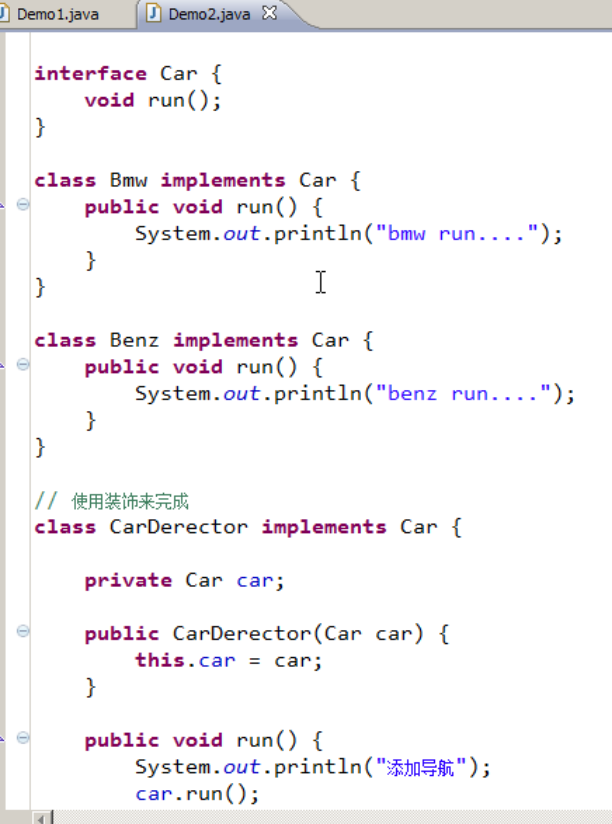 Demo1.java
Demo2.java
interface Car {
void run();
}
class Bmw implements Car {
public void run() {
System.out.println("bmw run....");
}
}
class Benz implements Car {
public void run() {
System.out.println("benz run....");
}
}
// 使用装饰来完成
class CarDerector implements Car {
private Car car;
public CarDerector(Car car) {
this.car = car;
}
public void run() {
System.out.println("添加导航");
car.run();